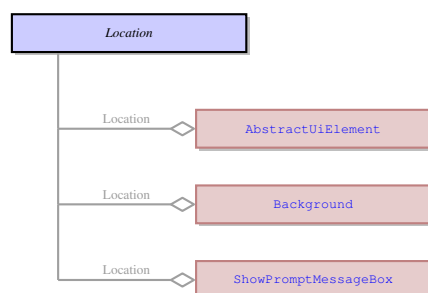 Location
Location
AbstractUiElement
Location
Background
Location
ShowPromptMessageBox